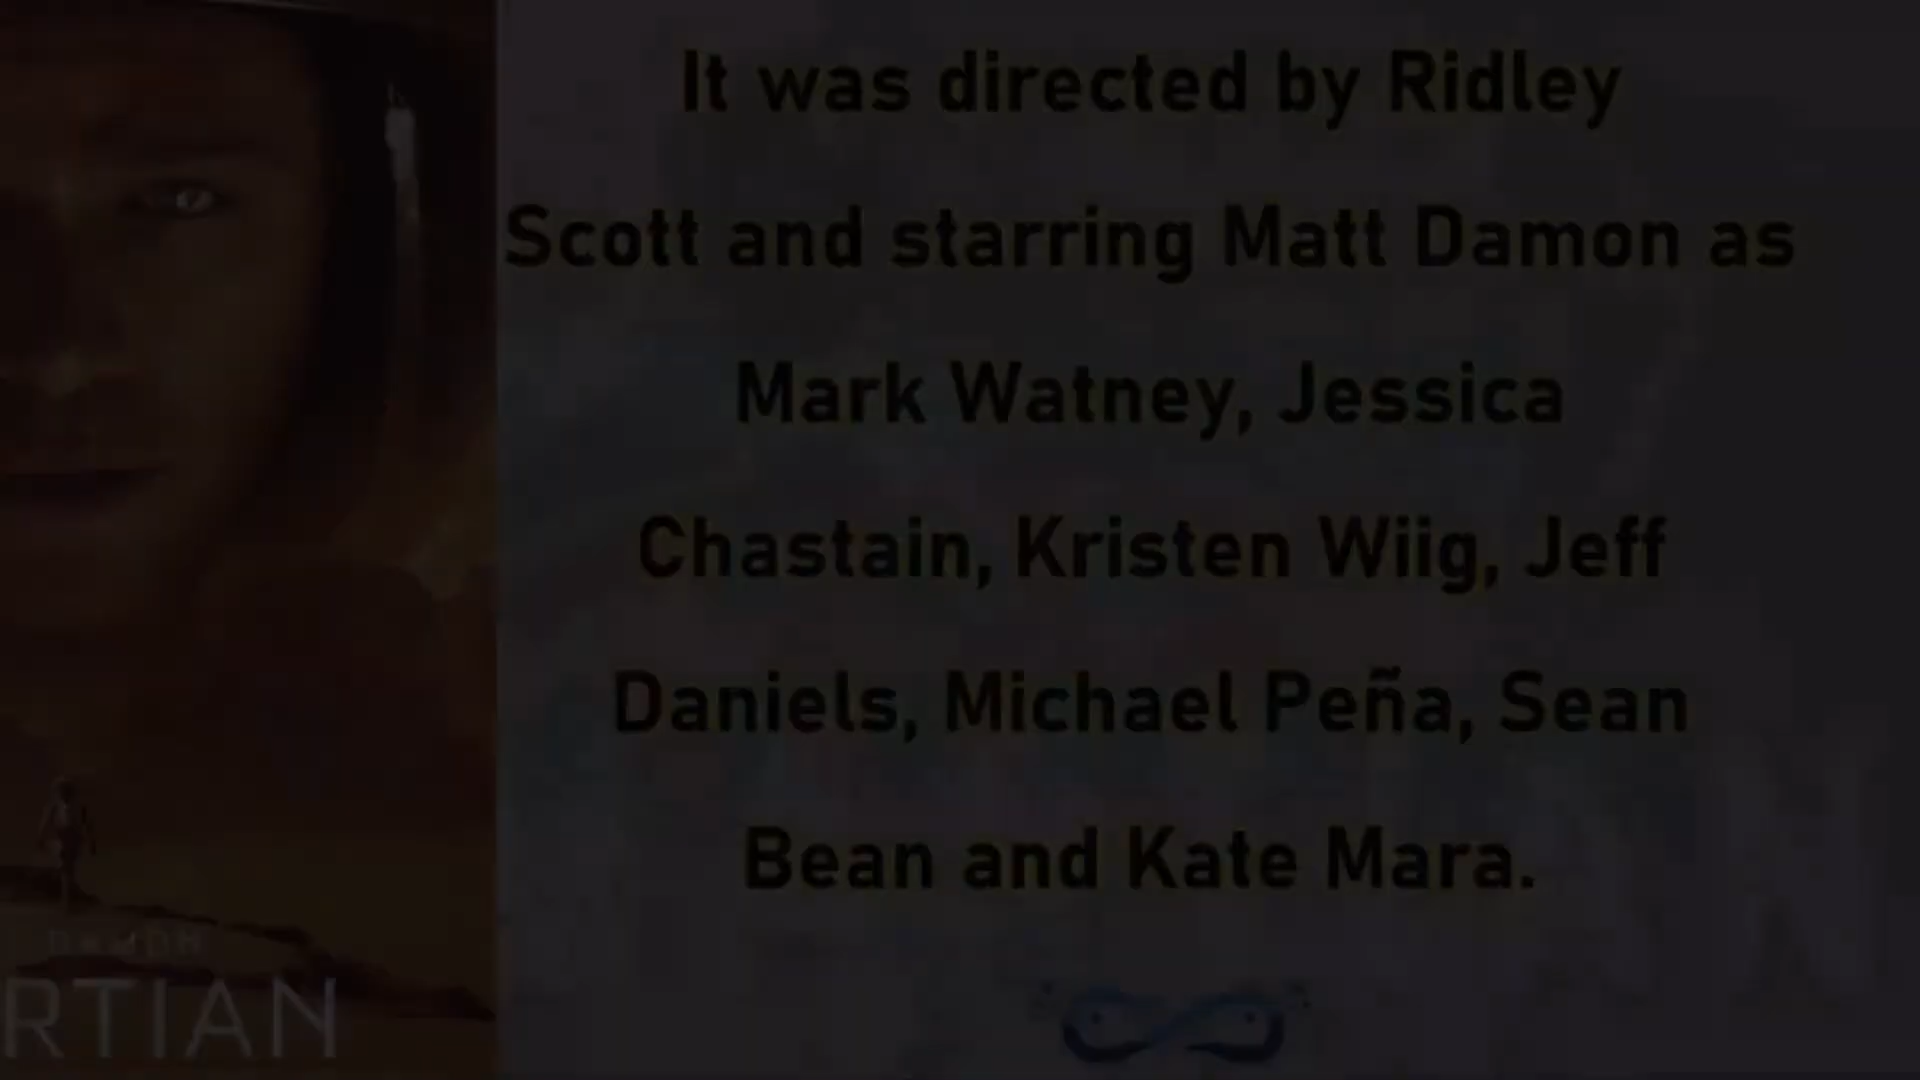 It was directed by Ridley
Scott and starring Matt Damon as
Mark Watney, Jessica
Chastain, Kristen Wiig, Jeff
Daniels, Michael Peña, Sean
Bean and Kate Mara.
DAMON
RTIAN